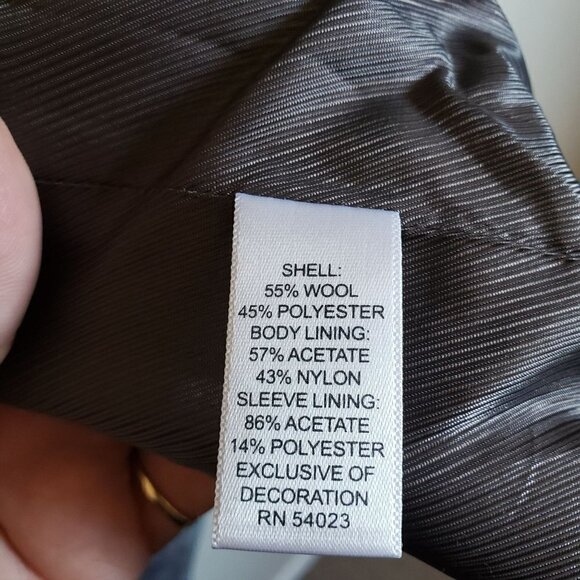 SHELL:
55% WOOL
45% POLYESTER
BODY LINING:
57% ACETATE
43% NYLON
SLEEVE LINING:
86% ACETATE
14% POLYESTER
EXCLUSIVE OF
DECORATION
RN 54023